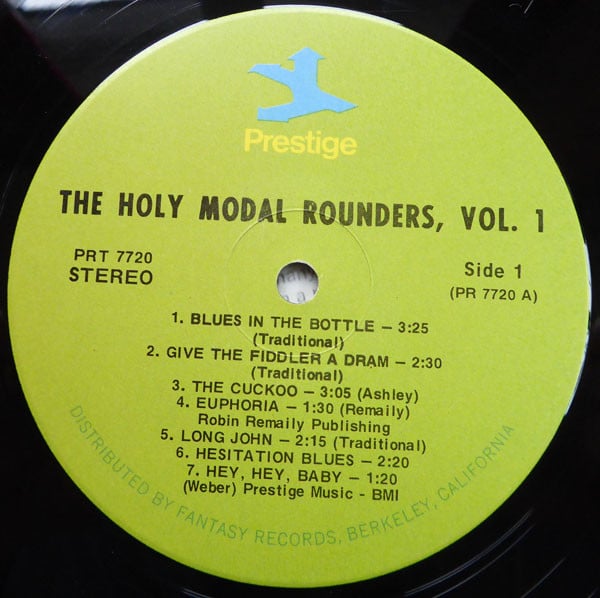 Prestige
THE HOLY MODAL ROUNDERS, VOL. 1
PRT 7720
STEREO
Side 1
(PR 7720 A)
1. BLUES IN THE BOTTLE – 3:25
(Traditional)
2. GIVE THE FIDDLER A DRAM – 2:30
(Traditional)
3. THE CUCKOO – 3:05 (Ashley)
4. EUPHORIA – 1:30 (Remaily)
Robin Remaily Publishing
5. LONG JOHN – 2:15 (Traditional)
6. HESITATION BLUES – 2:20
7. HEY, HEY, BABY – 1:20
(Weber) Prestige Music - BMI
DISTRIBUTED BY FANTASY RECORDS, BERKELEY, CALIFORNIA